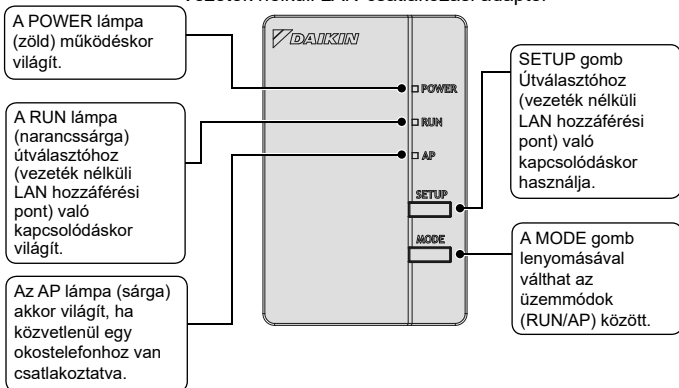 Vezeték nélküli LAN-csatlakozási adapter
A POWER lámpa
(zöld) működéskor
világít.
A RUN lámpa
(narancssárga)
útválasztóhoz
(vezeték nélküli
LAN hozzáférési
pont) való
kapcsolódáskor
világít.
Az AP lámpa (sárga)
akkor világít, ha
közvetlenül egy
okostelefonhoz van
csatlakoztatva.
DAIKIN
POWER
RUN
AP
SETUP
MODE
SETUP gomb
Útválasztóhoz
(vezeték nélküli
LAN hozzáférési
pont) való
kapcsolódáskor
használja.
A MODE gomb
lenyomásával
válthat az
üzemmódok
(RUN/AP) között.